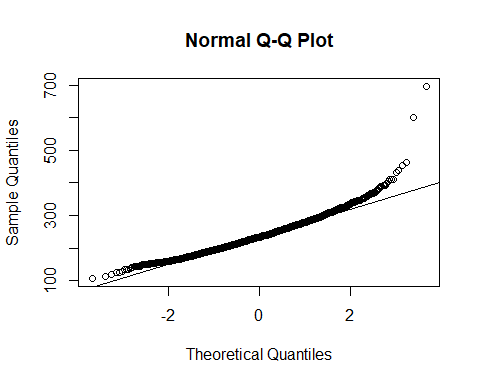 Normal Q-Q Plot
Sample Quantiles
700
500
300
100
-2 0 2
Theoretical Quantiles